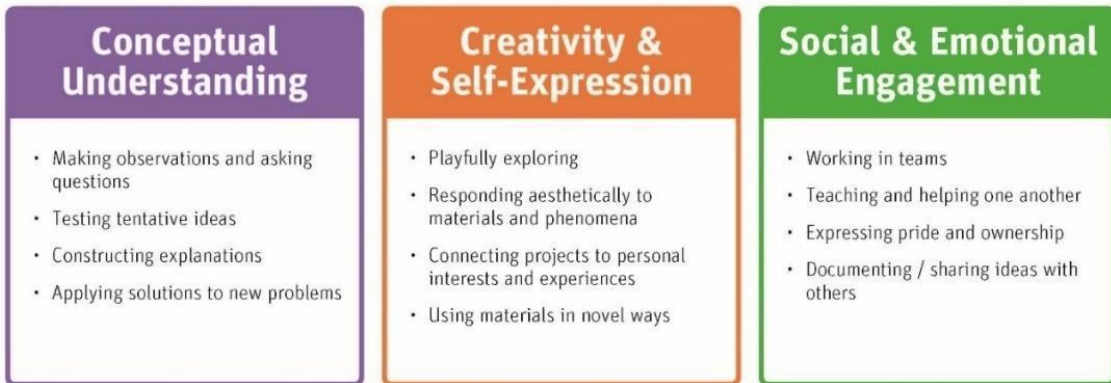 Conceptual
Understanding
• Making observations and asking
questions
• Testing tentative ideas
• Constructing explanations
• Applying solutions to new problems
Creativity &
Self-Expression
• Playfully exploring
• Responding aesthetically to
materials and phenomena
• Connecting projects to personal
interests and experiences
• Using materials in novel ways
Social & Emotional
Engagement
• Working in teams
• Teaching and helping one another
• Expressing pride and ownership
• Documenting / sharing ideas with
others